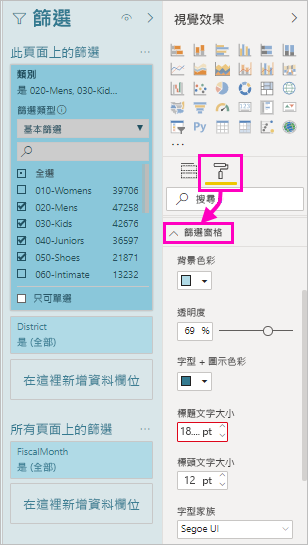 篩選
此頁面上的篩選 ...
類別
是 020-Mens, 030-Kid...
篩選類型
基本篩選
全選
010-Womens 39706
020-Mens 47258
030-Kids 42676
040-Juniors 36597
050-Shoes 21871
060-Intimate 13232
只可單選
District
是 (全部)
在這裡新增資料欄位
所有頁面上的篩選 ...
FiscalMonth
是 (全部)
在這裡新增資料欄位
視覺效果
R
Py
...
搜尋
篩選窗格
背景色彩
透明度
69 %
字型 + 圖示色彩
標題文字大小
18.... pt
標頭文字大小
12 pt
字型家族
Segoe UI